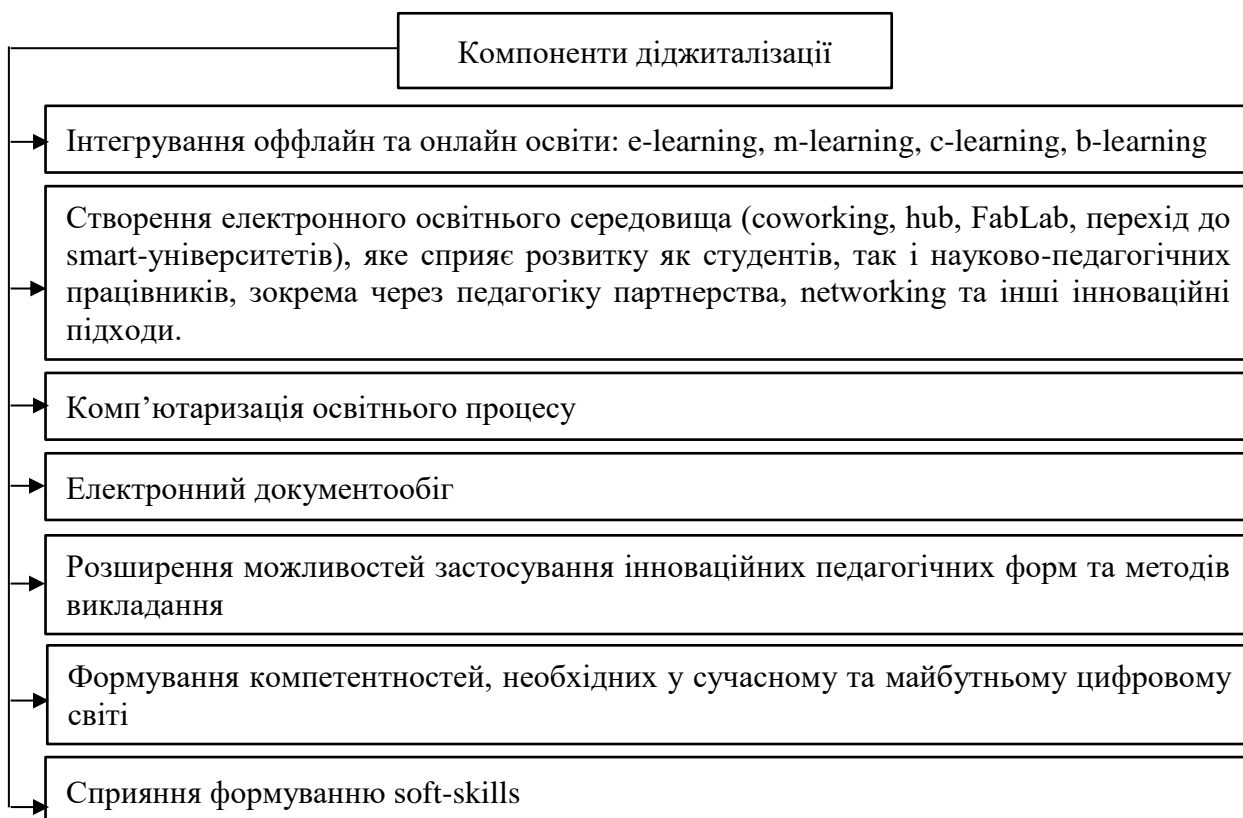 Компоненти діджиталізації
Інтегрування оффлайн та онлайн освіти: e-learning, m-learning, c-learning, b-learning
Створення електронного освітнього середовища (coworking, hub, FabLab, перехід до
smart-університетів), яке сприяє розвитку як студентів, так і науково-педагогічних
працівників, зокрема через педагогіку партнерства, networking та інші інноваційні
підходи.
Комп’ютаризація освітнього процесу
Електронний документообіг
Розширення можливостей застосування інноваційних педагогічних форм та методів
викладання
Формування компетентностей, необхідних у сучасному та майбутньому цифровому
світі
Сприяння формуванню soft-skills